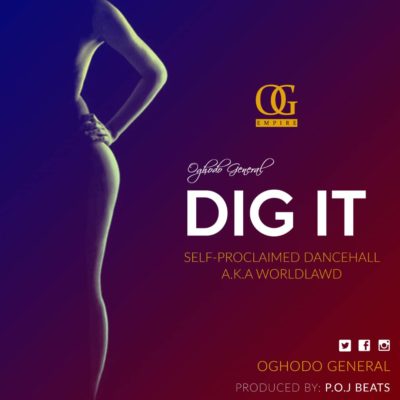 OG
EMPIRE
Oghodo General
DIG IT
SELF-PROCLAIMED DANCEHALL
A.K.A WORLDLAWD
OGHODO GENERAL
PRODUCED BY: P.O.J BEATS